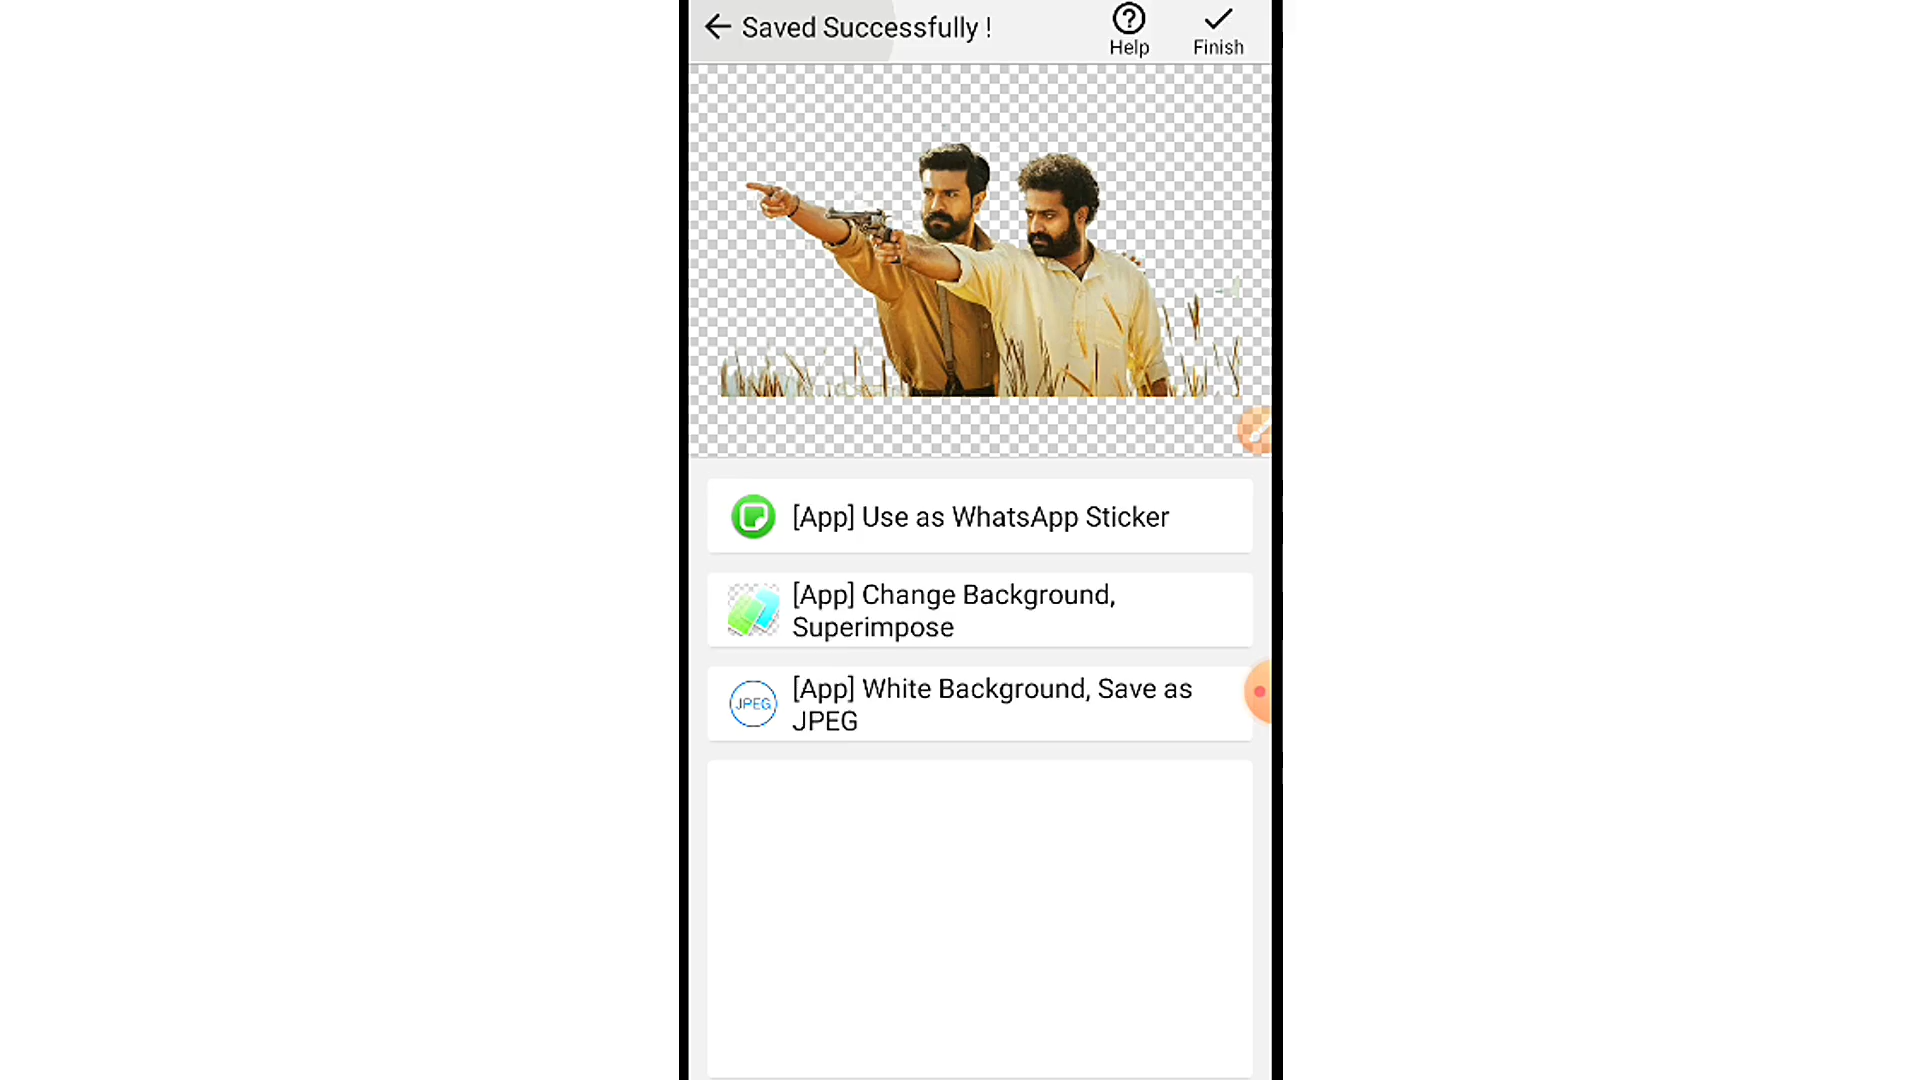 Saved Successfully !
Help
Finish
[App] Use as WhatsApp Sticker
[App] Change Background,
Superimpose
JPEG
[App] White Background, Save as
JPEG